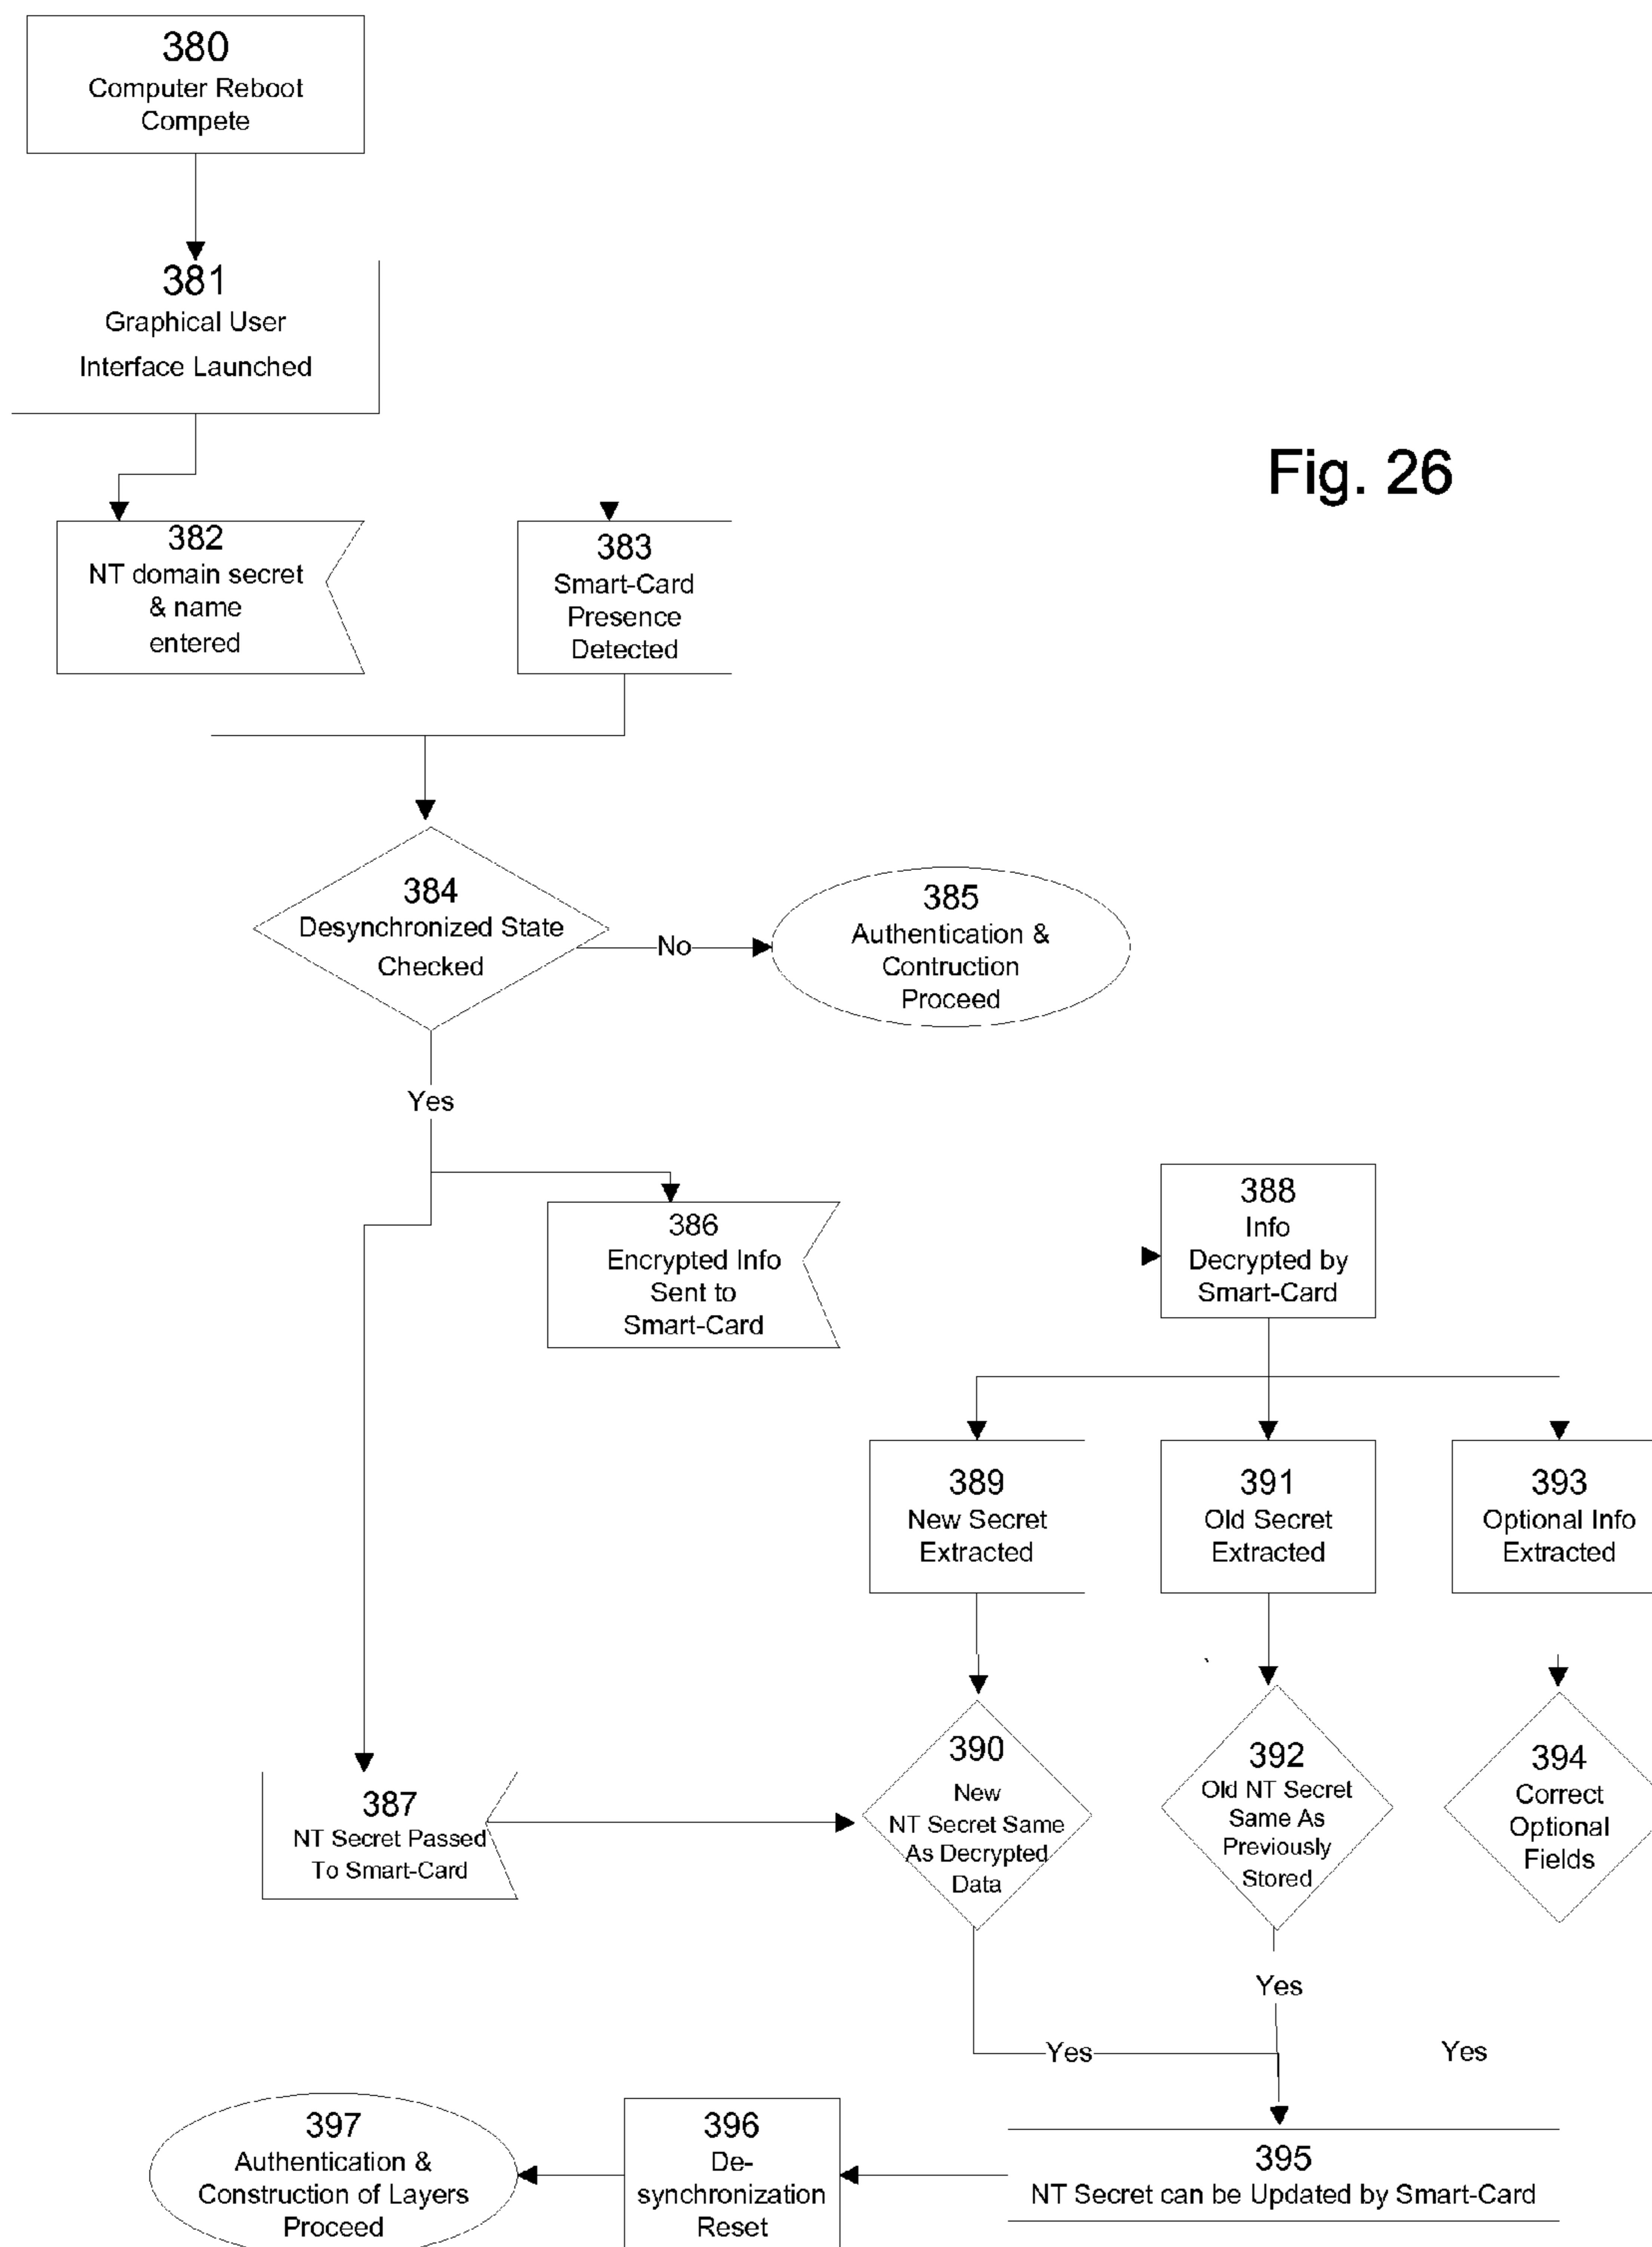 380
Computer Reboot
Compete
381
Graphical User
Interface Launched
Fig. 26
382
NT domain secret
& name
entered
383
Smart-Card
Presence
Detected
384
Desynchronized State
Checked
No
385
Authentication &
Contruction
Proceed
Yes
386
Encrypted Info
Sent to
Smart-Card
388
Info
Decrypted by
Smart-Card
389
New Secret
Extracted
391
Old Secret
Extracted
393
Optional Info
Extracted
387
NT Secret Passed
To Smart-Card
390
New
NT Secret Same
As Decrypted
Data
392
Old NT Secret
Same As
Previously
Stored
394
Correct
Optional
Fields
Yes
Yes
Yes
397
Authentication &
Construction of Layers
Proceed
396
De-
synchronization
Reset
395
NT Secret can be Updated by Smart-Card